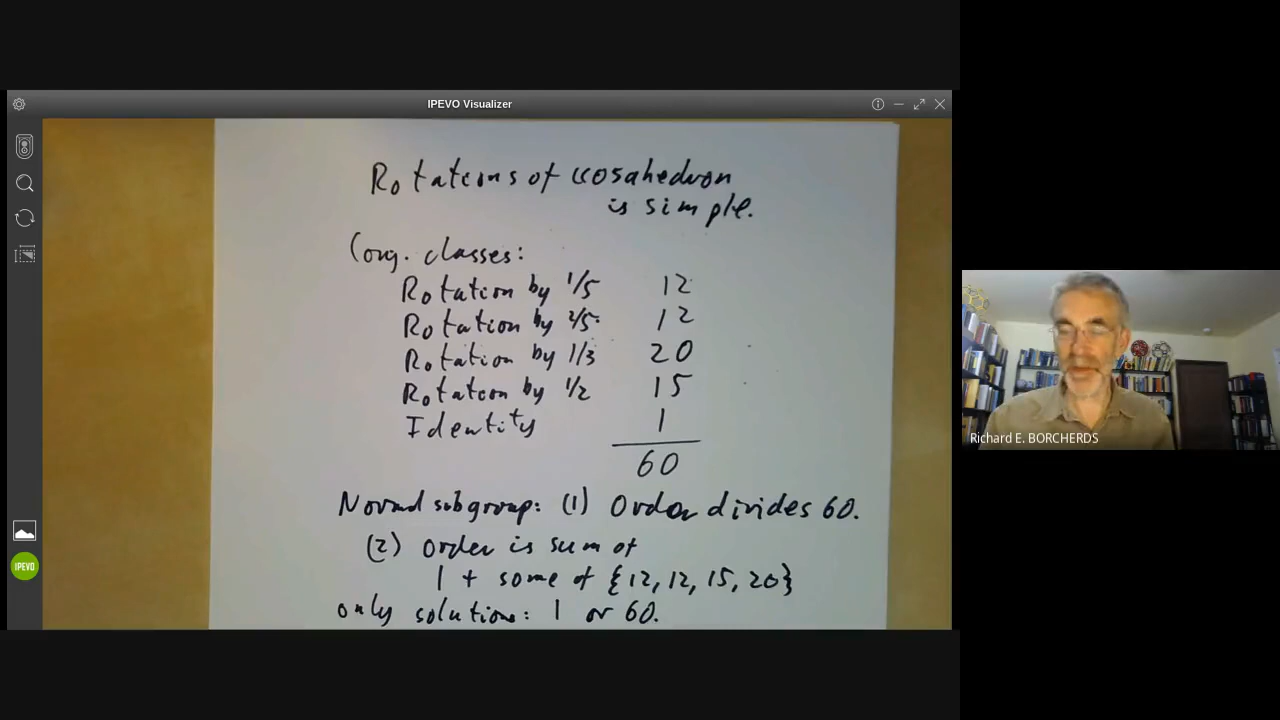 IPEVO Visualizer
Rotations of icosahedron
is simple.
Conj. classes:
Rotation by 1/5 12
Rotation by 2/5 12
Rotation by 1/3 20
Rotation by 1/2 15
Identity 1
60
Normal subgroup: (1) Order divides 60.
(2) Order is sum of
1 + some of {12, 12, 15, 20}
only solutions: 1 or 60.
IPEVO
Richard E. BORCHERDS